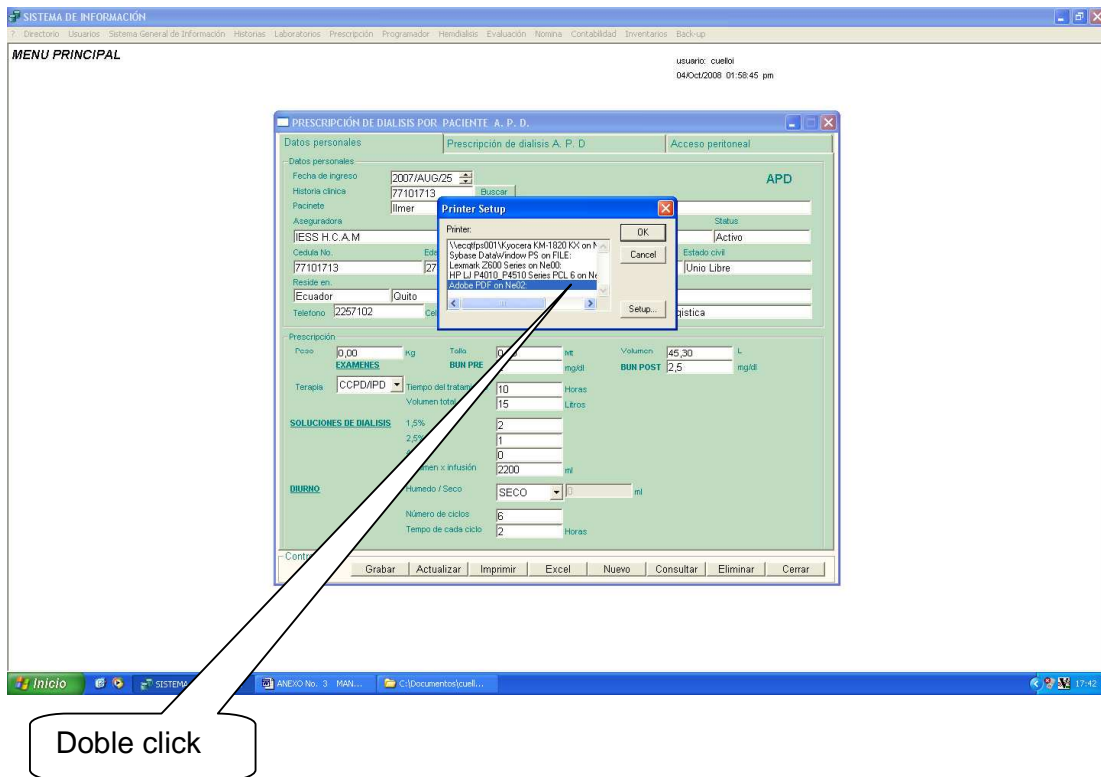 SISTEMA DE INFORMACIÓN
? Directorio Usuarios Sistema General de Información Historias Laboratorios Prescripción Programador Hemdialisis Evaluación Nomina Contabilidad Inventarios Back-up
MENU PRINCIPAL
usuario: cuelloi
04/Oct/2008 01:58:45 pm
PRESCRIPCIÓN DE DIALISIS POR PACIENTE A. P. D.
Datos personales Prescripción de dialisis A. P. D Acceso peritoneal
Datos personales
Fecha de ingreso 2007/AUG/25 APD
Historia clinica 77101713 Buscar
Pacinete Ilmer
Aseguradora Status
IESS H.C.A.M Activo
Cedula No. Estado civil
77101713 Unio Libre
Reside en.
Ecuador Quito
Telefono 2257102
Printer Setup
Printer:
\\vecqtfps001\Kyocera KM-1820 KX on
Sybase DataWindow PS on FILE:
Lexmark Z600 Series on Ne00:
HP LJ P4010_P4510 Series PCL 6 on Ne
Adobe PDF on Ne02:
OK
Cancel
Setup...
Prescripción
Peso 0,00 Kg Talla Mt Volumen 45,30 L
EXAMENES BUN PRE mg/dl BUN POST 2,5 mg/dl
Terapia CCPD/IPD Tiempo del 10 Horas
Volumen total 15 Litros
SOLUCIONES DE DIALISIS 1,5% 2
2,5% 1
0
x infusión 2200 ml
DIURNO Humedo / Seco SECO 0 ml
Número de ciclos 6
Tempo de cada ciclo 2 Horas
Grabar Actualizar Imprimir Excel Nuevo Consultar Eliminar Cerrar
Inicio SISTEMA ANEXO No. 3 MAN... C:\Documentos\cuell... 17:42
Doble click